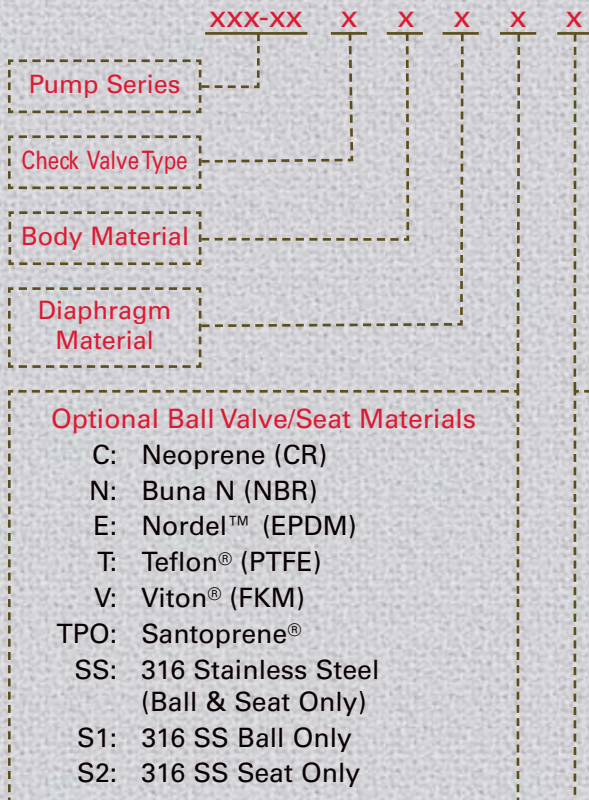 xxx-xx x x x x x
Pump Series
Check Valve Type
Body Material
Diaphragm
Material
Optional Ball Valve/Seat Materials
C: Neoprene (CR)
N: Buna N (NBR)
E: Nordel™ (EPDM)
T: Teflon® (PTFE)
V: Viton® (FKM)
TPO: Santoprene®
SS: 316 Stainless Steel
(Ball & Seat Only)
S1: 316 SS Ball Only
S2: 316 SS Seat Only